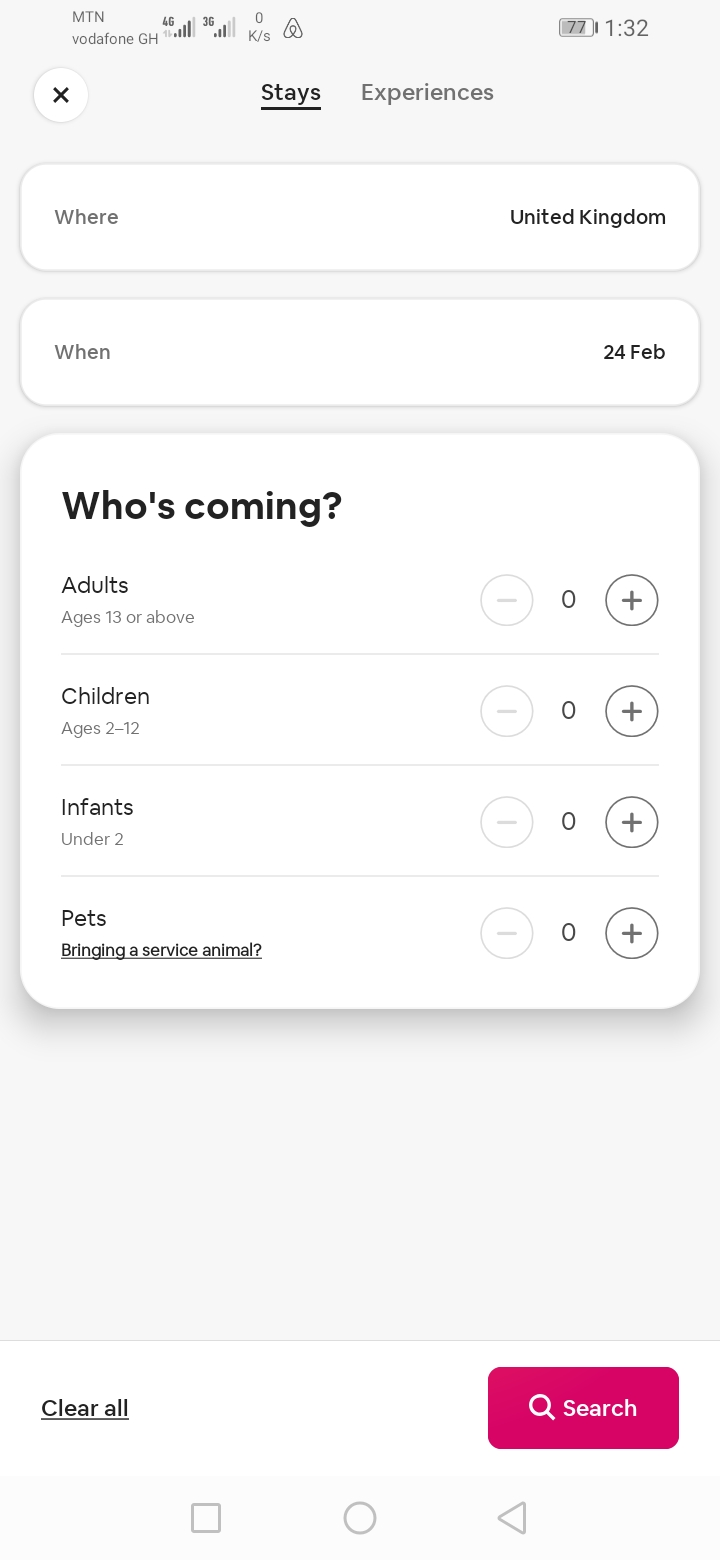 MTN
vodafone GH
4G
3G
0
K/s
77
1:32
Stays
Experiences
Where
United Kingdom
When
24 Feb
Who's coming?
Adults
Ages 13 or above
0
Children
Ages 2–12
0
Infants
Under 2
0
Pets
Bringing a service animal?
0
Clear all
Search